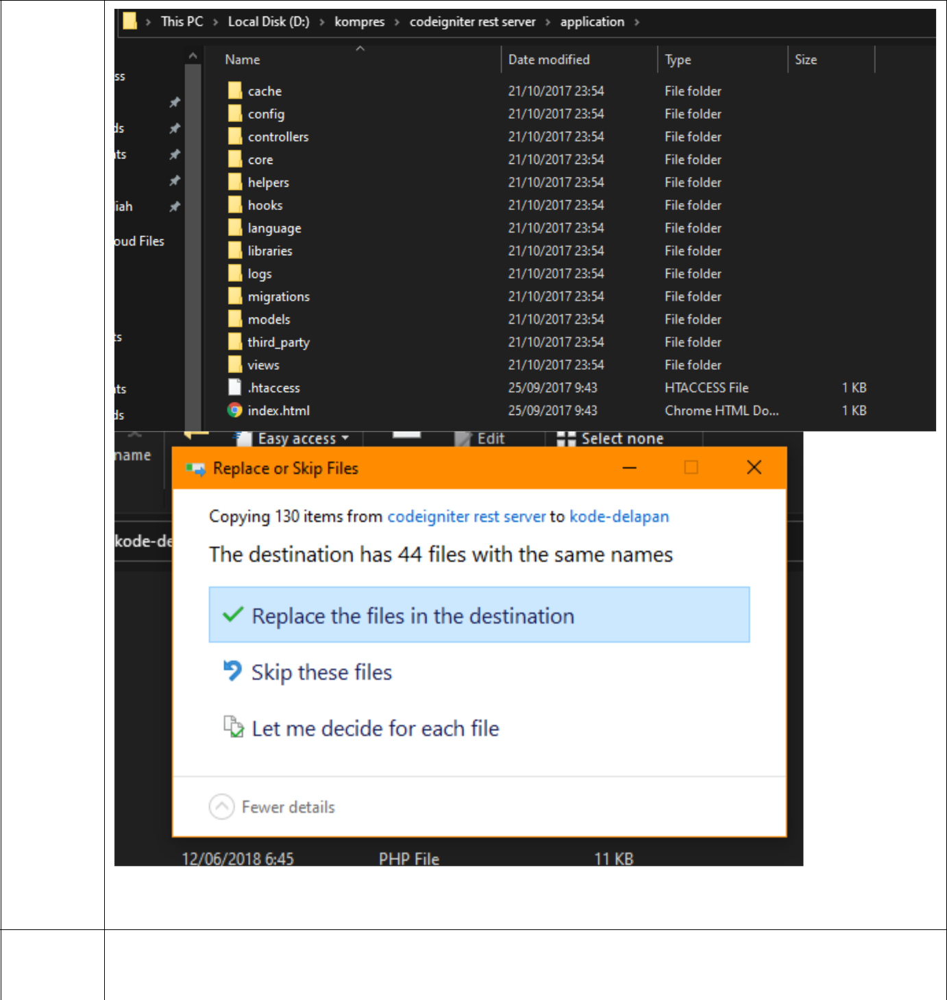 This PC > Local Disk (D:) > kompres > codeigniter rest server > application >
Name Date modified Type Size
ss
cache 21/10/2017 23:54 File folder
config 21/10/2017 23:54 File folder
ds
controllers 21/10/2017 23:54 File folder
nts
core 21/10/2017 23:54 File folder
helpers 21/10/2017 23:54 File folder
iah
hooks 21/10/2017 23:54 File folder
language 21/10/2017 23:54 File folder
oud Files
libraries 21/10/2017 23:54 File folder
logs 21/10/2017 23:54 File folder
migrations 21/10/2017 23:54 File folder
models 21/10/2017 23:54 File folder
ts
third_party 21/10/2017 23:54 File folder
views 21/10/2017 23:54 File folder
nts
.htaccess 25/09/2017 9:43 HTACCESS File 1 KB
ds
index.html 25/09/2017 9:43 Chrome HTML Do... 1 KB
Easy access Edit Select none
name
Replace or Skip Files
Copying 130 items from codeigniter rest server to kode-delapan
kode-de
The destination has 44 files with the same names
Replace the files in the destination
Skip these files
Let me decide for each file
Fewer details
12/06/2018 6:45 PHP File 11 KB